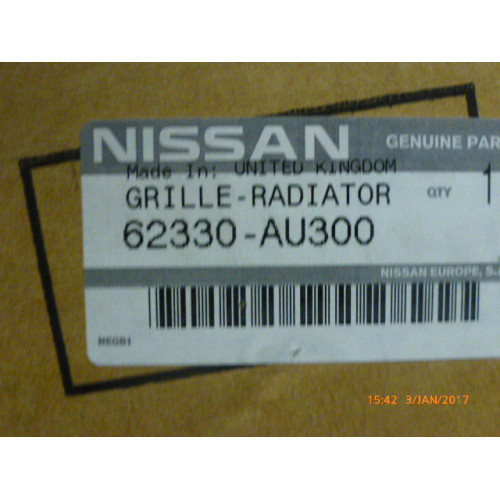 NISSAN GENUINE PAR
Made In: UNITED KINGDOM
GRILLE-RADIATOR QTY 1
62330-AU300
NISSAN EUROPE, S.A
REGB1
15:42 3/JAN/2017